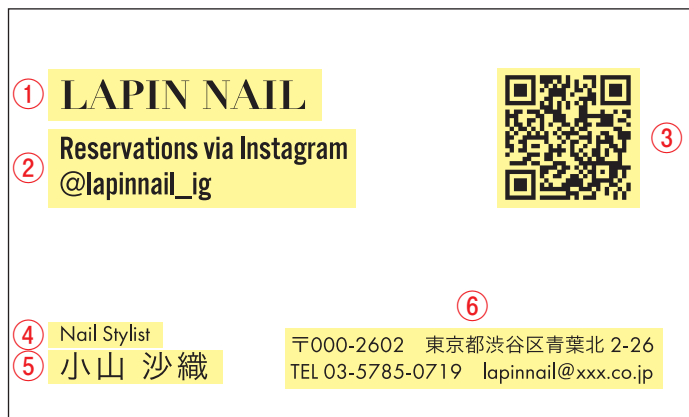 ① LAPIN NAIL
② Reservations via Instagram
@lapinnail_ig
③
④ Nail Stylist
⑤ 小山 沙織
⑥
〒000-2602 東京都渋谷区青葉北 2-26
TEL 03-5785-0719 lapinnail@xxx.co.jp